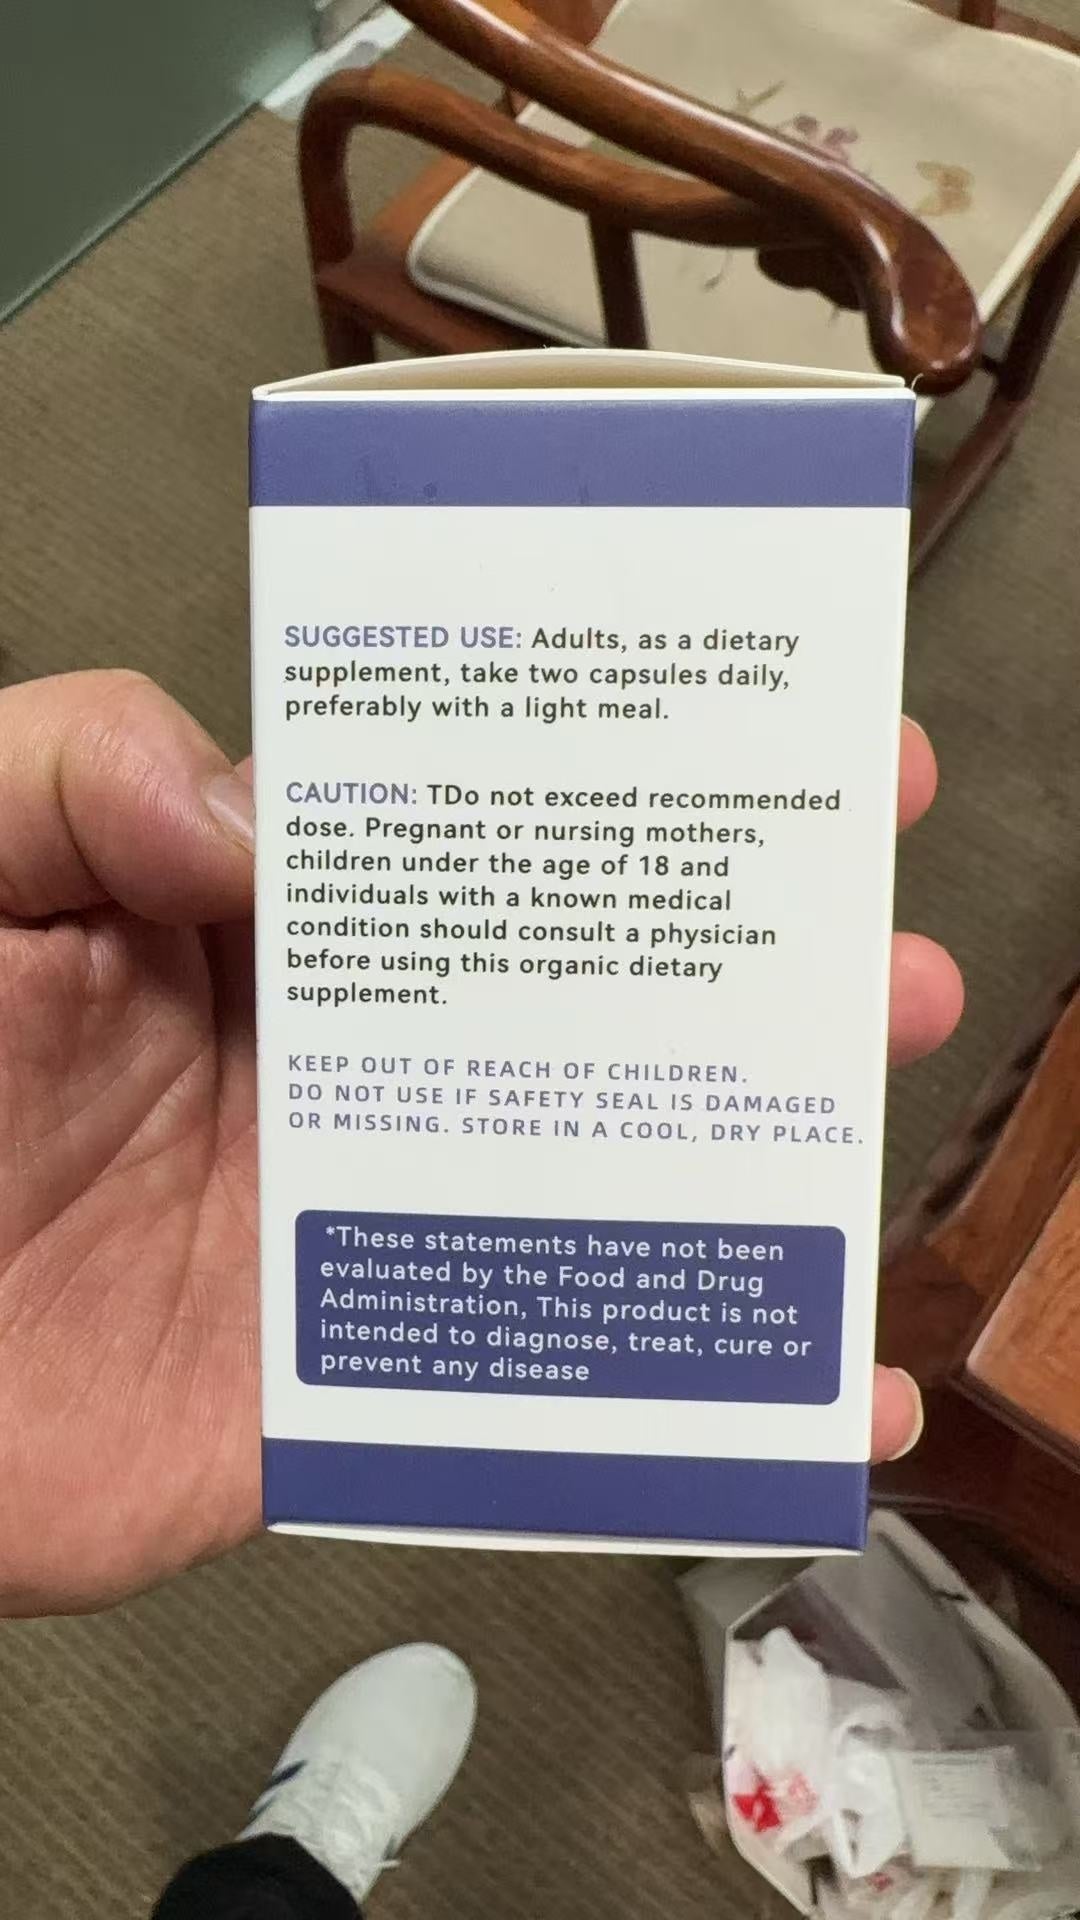 SUGGESTED USE: Adults, as a dietary
supplement, take two capsules daily,
preferably with a light meal.
CAUTION: TDo not exceed recommended
dose. Pregnant or nursing mothers,
children under the age of 18 and
individuals with a known medical
condition should consult a physician
before using this organic dietary
supplement.
KEEP OUT OF REACH OF CHILDREN.
DO NOT USE IF SAFETY SEAL IS DAMAGED
OR MISSING. STORE IN A COOL, DRY PLACE.
*These statements have not been
evaluated by the Food and Drug
Administration, This product is not
intended to diagnose, treat, cure or
prevent any disease